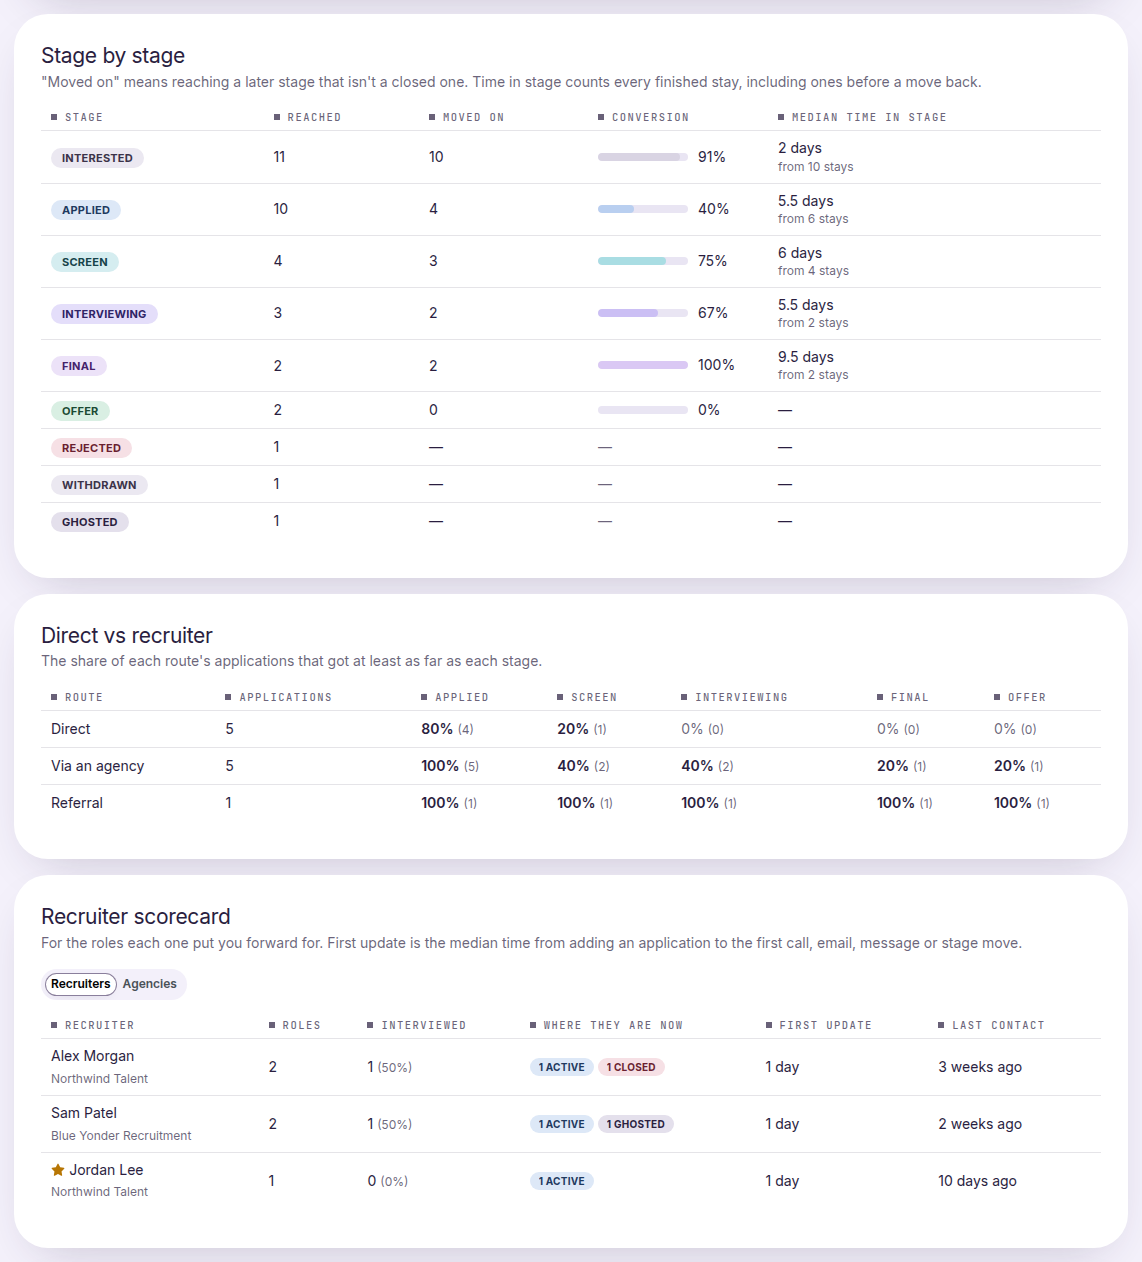 Stage by stage
"Moved on" means reaching a later stage that isn't a closed one. Time in stage counts every finished stay, including ones before a move back.
STAGE REACHED MOVED ON CONVERSION MEDIAN TIME IN STAGE
INTERESTED 11 10 91% 2 days
from 10 stays
APPLIED 10 4 40% 5.5 days
from 6 stays
SCREEN 4 3 75% 6 days
from 4 stays
INTERVIEWING 3 2 67% 5.5 days
from 2 stays
FINAL 2 2 100% 9.5 days
from 2 stays
OFFER 2 0 0% —
REJECTED 1 — — —
WITHDRAWN 1 — — —
GHOSTED 1 — — —
Direct vs recruiter
The share of each route's applications that got at least as far as each stage.
ROUTE APPLICATIONS APPLIED SCREEN INTERVIEWING FINAL OFFER
Direct 5 80% (4) 20% (1) 0% (0) 0% (0) 0% (0)
Via an agency 5 100% (5) 40% (2) 40% (2) 20% (1) 20% (1)
Referral 1 100% (1) 100% (1) 100% (1) 100% (1) 100% (1)
Recruiter scorecard
For the roles each one put you forward for. First update is the median time from adding an application to the first call, email, message or stage move.
Recruiters Agencies
RECRUITER ROLES INTERVIEWED WHERE THEY ARE NOW FIRST UPDATE LAST CONTACT
Alex Morgan 2 1 (50%) 1 ACTIVE 1 CLOSED 1 day 3 weeks ago
Northwind Talent
Sam Patel 2 1 (50%) 1 ACTIVE 1 GHOSTED 1 day 2 weeks ago
Blue Yonder Recruitment
Jordan Lee 1 0 (0%) 1 ACTIVE 1 day 10 days ago
Northwind Talent